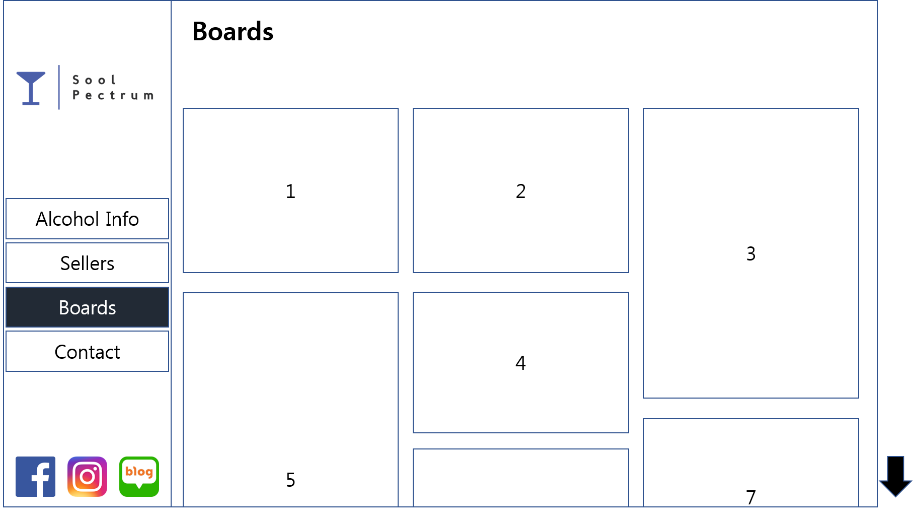 Boards
Sool
Pectrum
Alcohol Info
Sellers
Boards
Contact
blog
1
2
3
4
5
7